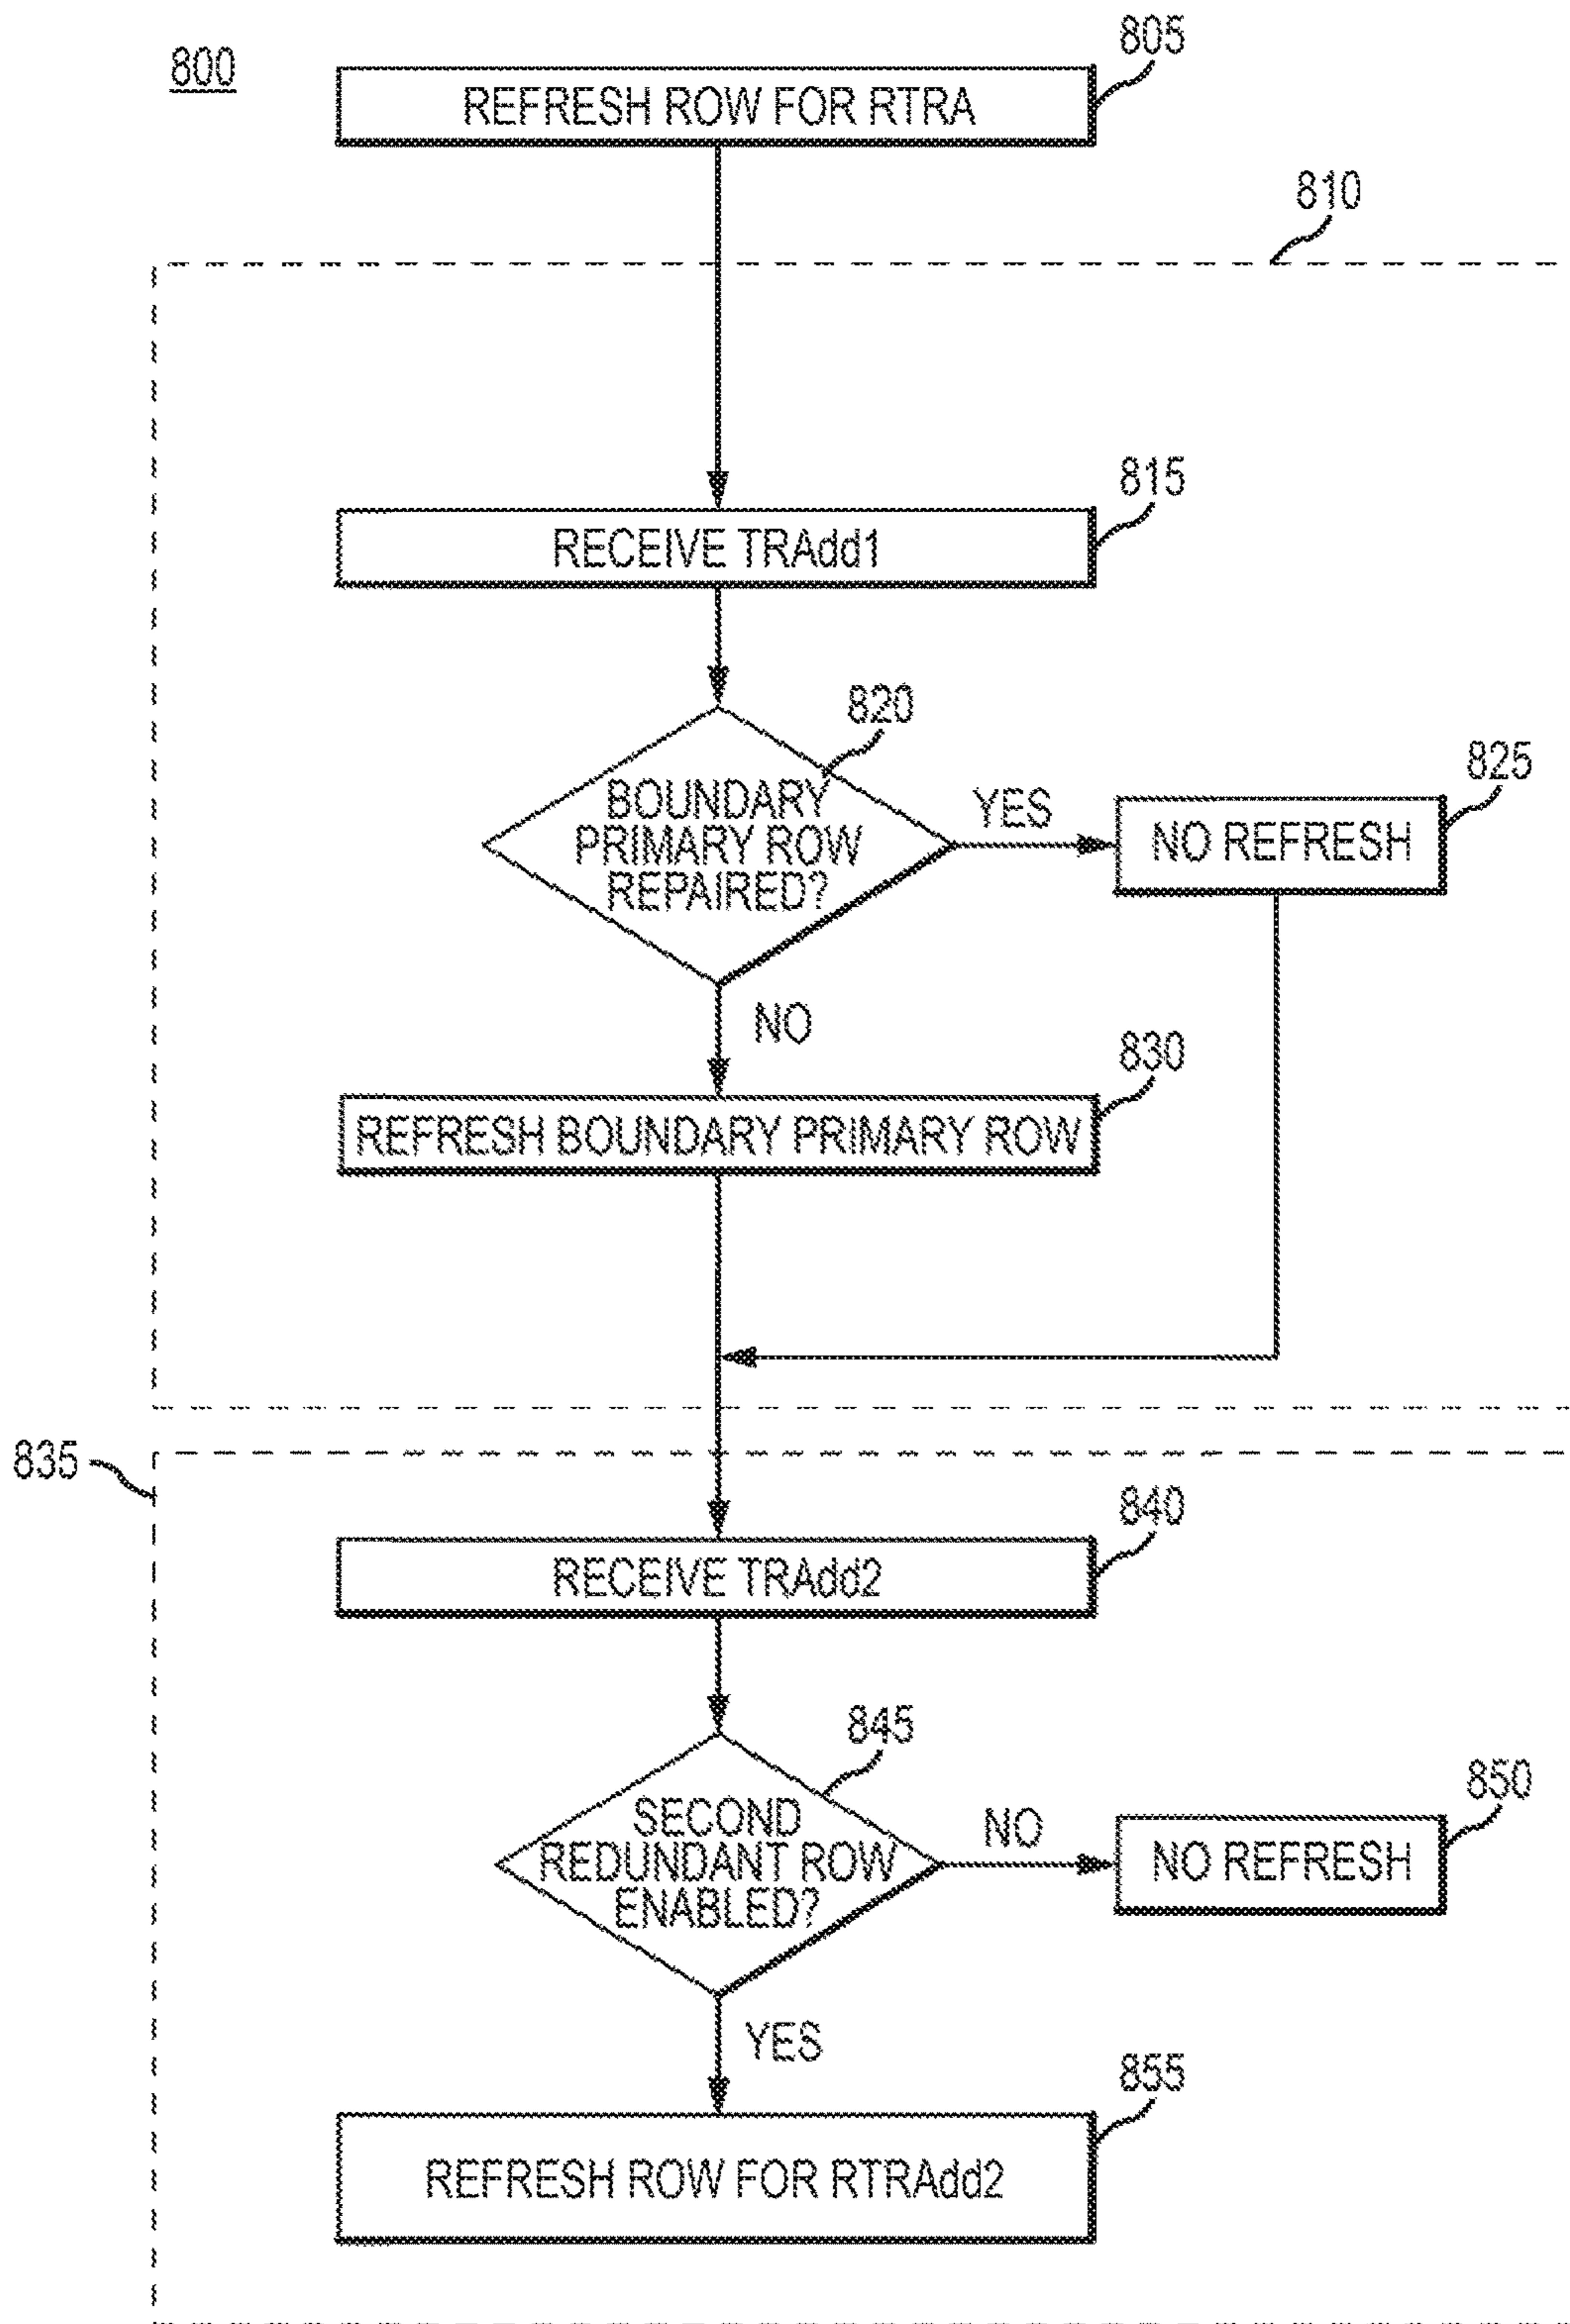 800
805
REFRESH ROW FOR RTRA
810
815
RECEIVE TRAdd1
820
BOUNDARY
PRIMARY ROW
REPAIRED?
YES
825
NO REFRESH
NO
830
REFRESH BOUNDARY PRIMARY ROW
835
840
RECEIVE TRAdd2
845
SECOND
REDUNDANT ROW
ENABLED?
NO
850
NO REFRESH
YES
855
REFRESH ROW FOR RTRAdd2